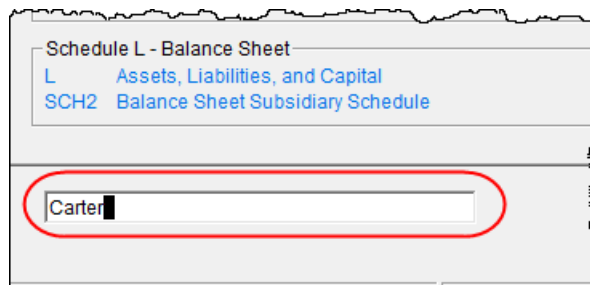 Schedule L - Balance Sheet
L Assets, Liabilities, and Capital
SCH2 Balance Sheet Subsidiary Schedule
Carter